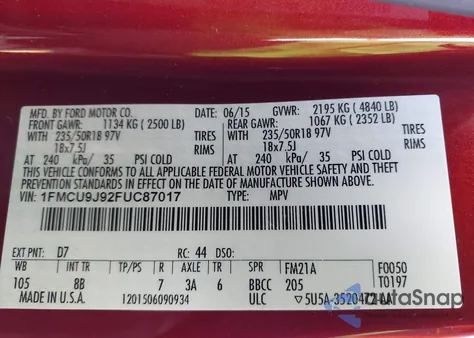 MFD. BY FORD MOTOR CO.
DATE: 06/15 GVWR: 2195 KG ( 4840 LB)
FRONT GAWR: 1134 KG ( 2500 LB) REAR GAWR: 1067 KG ( 2352 LB)
WITH 235/50R18 97V TIRES WITH 235/50R18 97V TIRES
18x7.5J RIMS 18x7.5J RIMS
AT 240 kPa/ 35 PSI COLD AT 240 kPa/ 35 PSI COLD
THIS VEHICLE CONFORMS TO ALL APPLICABLE FEDERAL MOTOR
VEHICLE SAFETY AND THEFT PREVENTION STANDARDS IN EFFECT ON THE
DATE OF MANUFACTURE SHOWN ABOVE.
VIN: 1FMCU9J92FUC87017 TYPE: MPV
EXT PNT: D7 RC: 44 DSO: F0050
WB INT TR TP/PS R AXLE TR SPR FM21A T0197
105 8B 7 3A 6 BBCC 205
MADE IN U.S.A. 1201506090934 ULC ▽5U5A-3520472-AA
AutoSnap